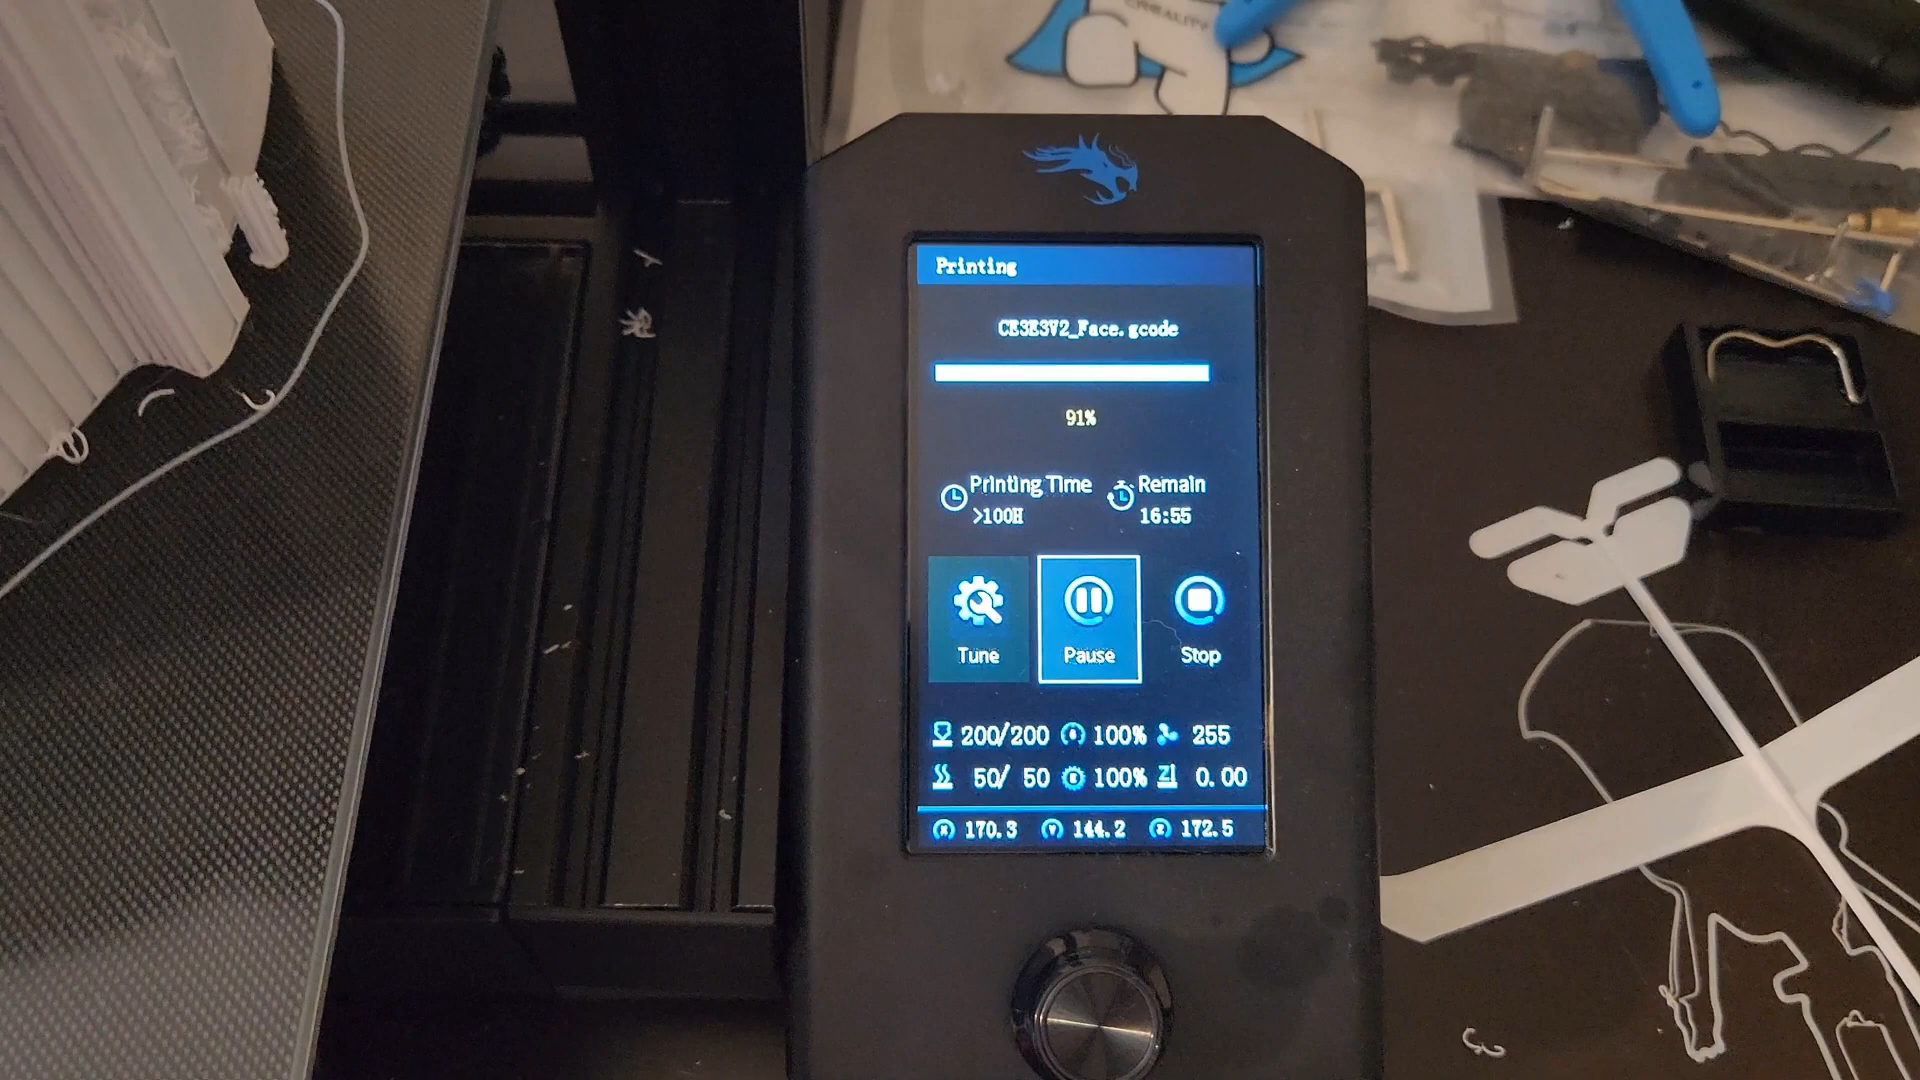 CREALITY
Printing
CE3E3V2_Face.gcode
91%
Printing Time
>100H
Remain
16:55
Tune
Pause
Stop
200/200 100% 255
50/ 50 E 100% Z 0.00
X 170.3 Y 144.2 Z 172.5